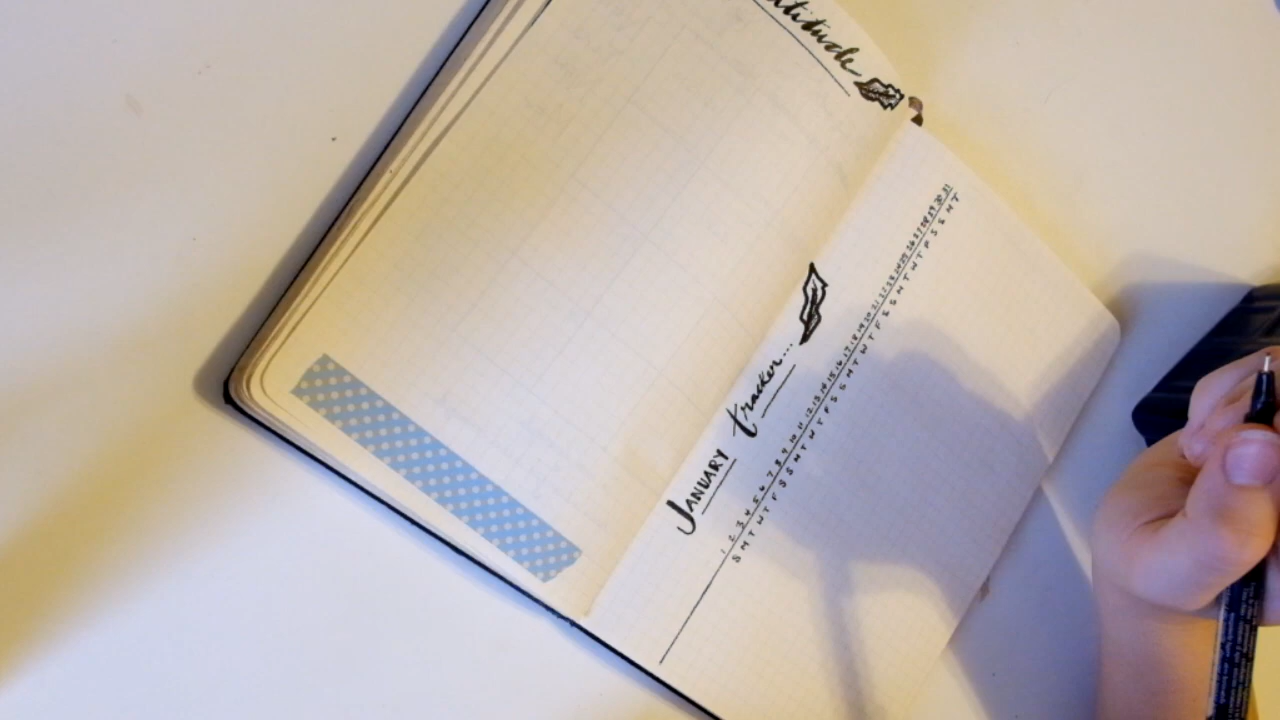 titude
JANUARY tracker...
1 2 3 4 5 6 7 8 9 10 11 12 13 14 15 16 17 18 19 20 21 22 23 24 25 26 27 28 29 30 31
S M T W T F S S M T W T F S S M T W T F S S M T W T F S S M T